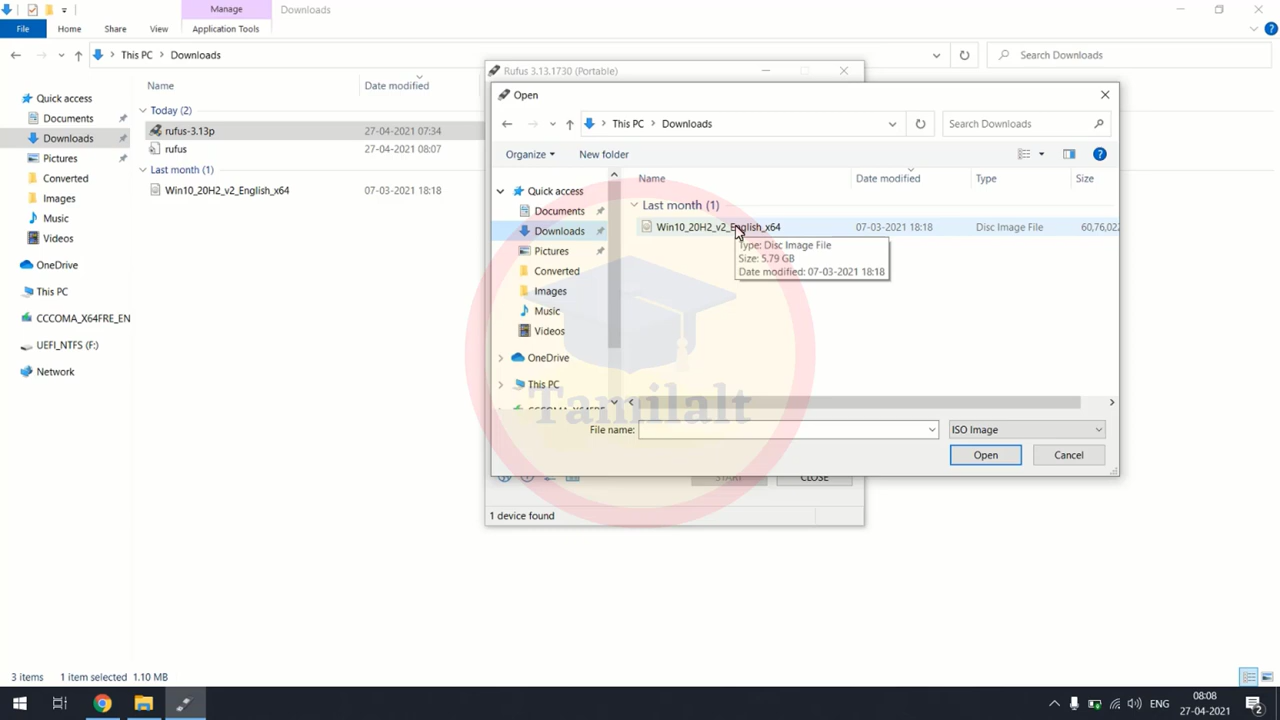 Manage
Downloads
File
Home
Share
View
Application Tools
This PC
Downloads
Search Downloads
Name
Date modified
Quick access
Documents
Downloads
Pictures
Converted
Images
Music
Videos
OneDrive
This PC
CCCOMA_X64FRE_EN
UEFI_NTFS (F:)
Network
Today (2)
rufus-3.13p
27-04-2021 07:34
rufus
27-04-2021 08:07
Last month (1)
Win10_20H2_v2_English_x64
07-03-2021 18:18
Rufus 3.13.1730 (Portable)
Open
This PC
Downloads
Search Downloads
Organize
New folder
Name
Date modified
Type
Size
Quick access
Documents
Downloads
Pictures
Converted
Images
Music
Videos
OneDrive
This PC
Last month (1)
Win10_20H2_v2_English_x64
07-03-2021 18:18
Disc Image File
60,76,022
Type: Disc Image File
Size: 5.79 GB
Date modified: 07-03-2021 18:18
Tamilalt
File name:
ISO Image
Open
Cancel
START
CLOSE
1 device found
3 items
1 item selected
1.10 MB
ENG
08:08
27-04-2021
2